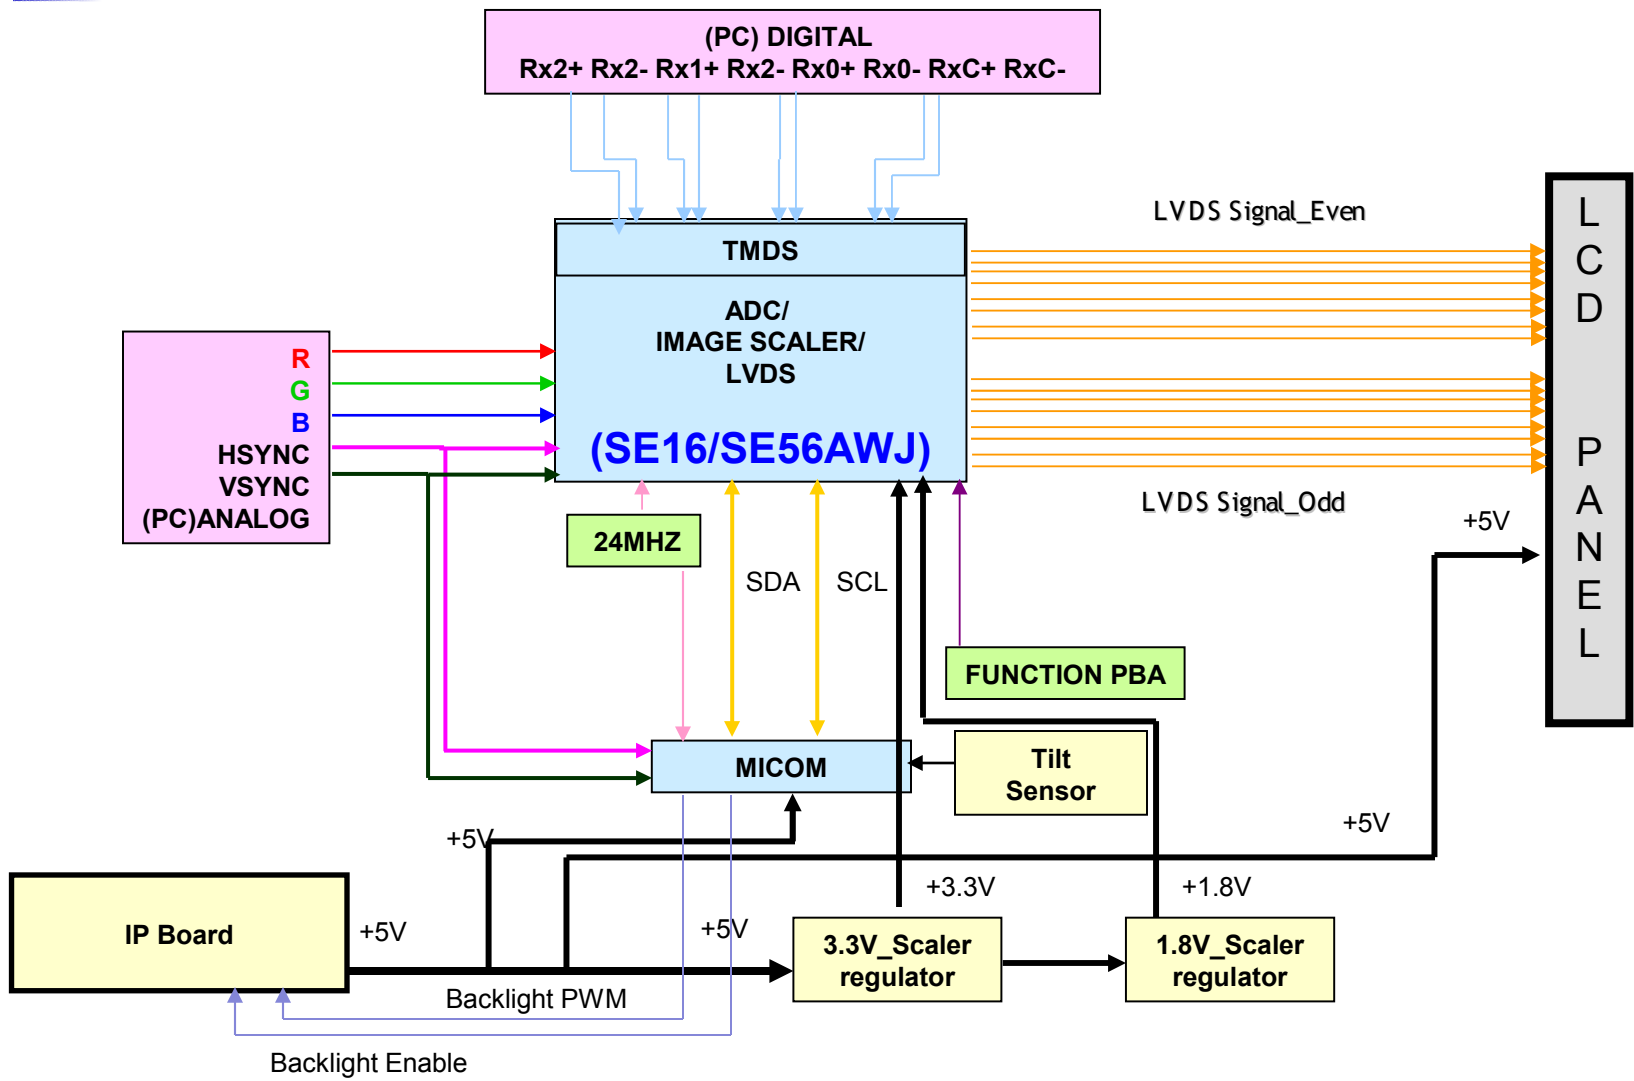 (PC) DIGITAL
Rx2+ Rx2- Rx1+ Rx2- Rx0+ Rx0- RxC+ RxC-
TMDS
ADC/
IMAGE SCALER/
LVDS
(SE16/SE56AWJ)
R
G
B
HSYNC
VSYNC
(PC)ANALOG
LVDS Signal_Even
LVDS Signal_Odd
LCD PANEL
+5V
24MHZ
SDA
SCL
FUNCTION PBA
MICOM
Tilt
Sensor
+5V
+5V
+3.3V
+1.8V
IP Board
+5V
+5V
3.3V_Scaler
regulator
1.8V_Scaler
regulator
Backlight PWM
Backlight Enable